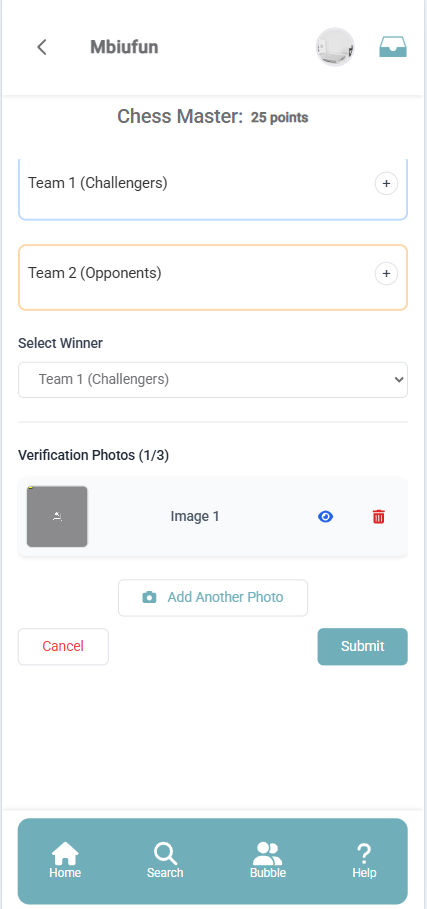 Mbiufun
Chess Master: 25 points
Team 1 (Challengers)
+
Team 2 (Opponents)
+
Select Winner
Team 1 (Challengers)
Verification Photos (1/3)
Image 1
Add Another Photo
Cancel
Submit
Home
Search
Bubble
Help